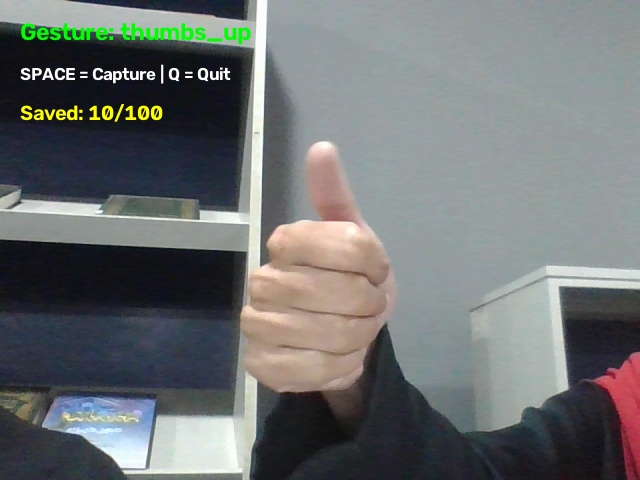 Gesture: thumbs_up
SPACE = Capture | Q = Quit
Saved: 10/100